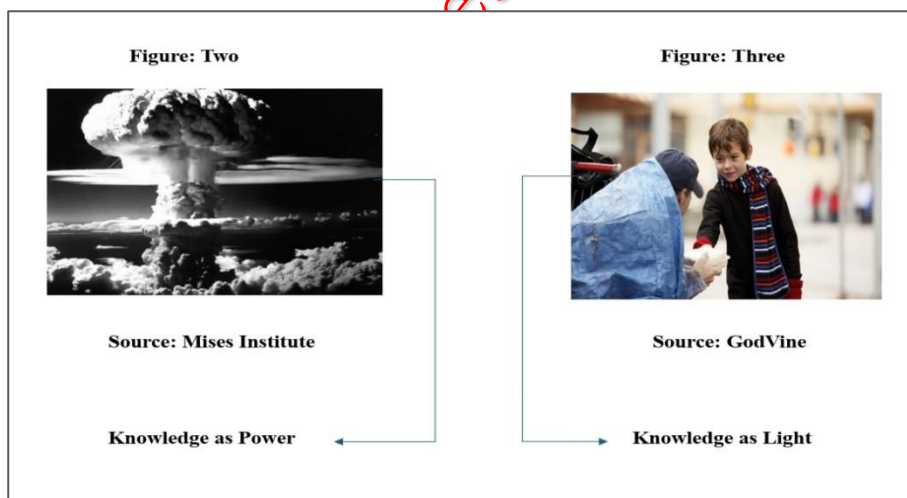 Figure: Two
Figure: Three
Source: Mises Institute
Source: GodVine
Knowledge as Power
Knowledge as Light